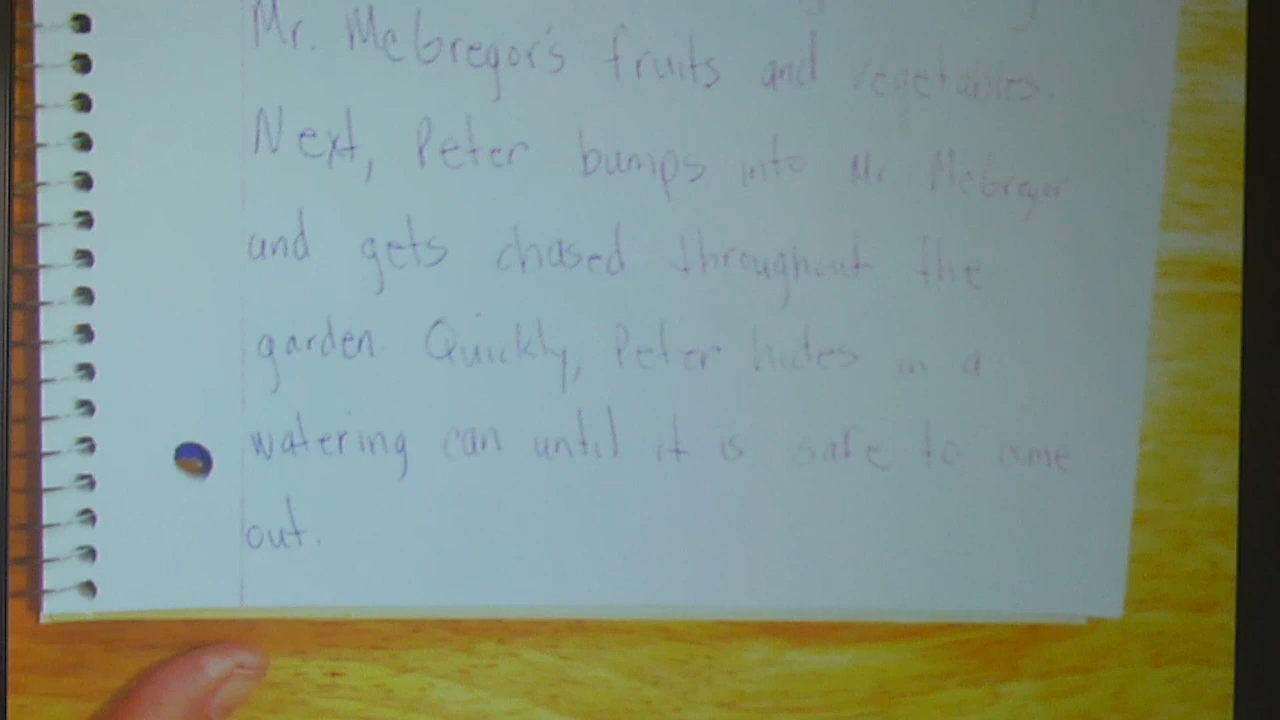 Mr. McGregor's fruits and vegetables.
Next, Peter bumps into Mr McGregor
and gets chased throughout the
garden. Quickly, Peter hides in a
watering can until it is safe to come
out.